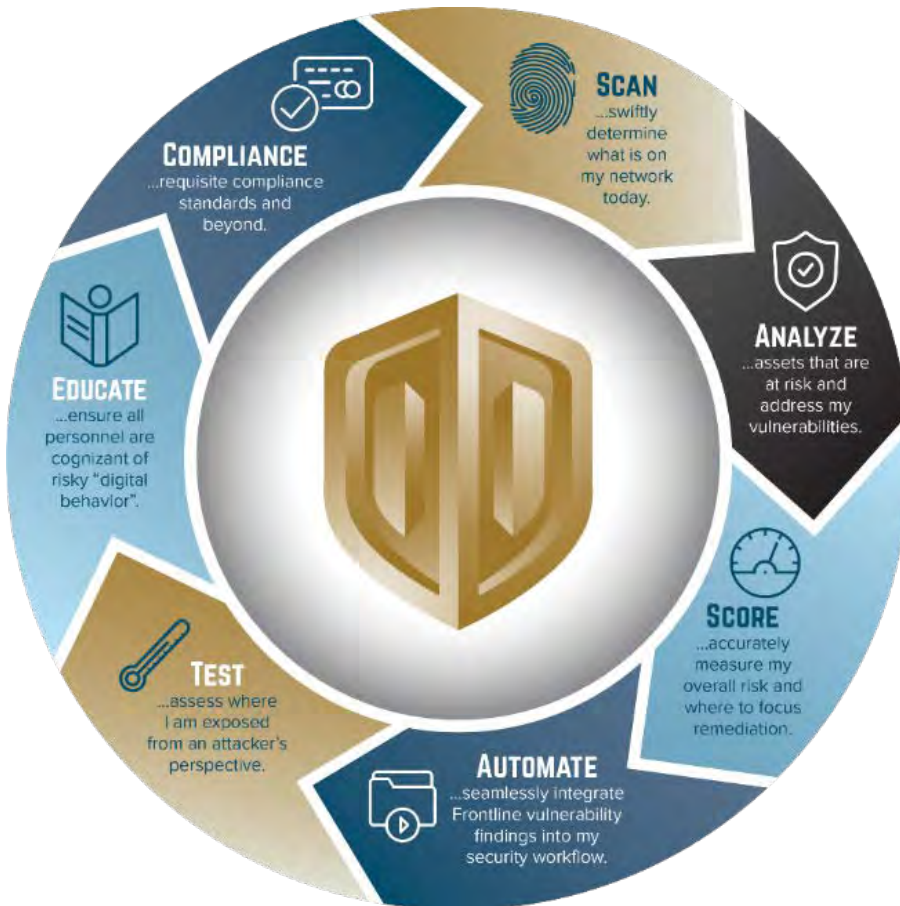 SCAN
...swiftly
determine
what is on
my network
today.
ANALYZE
...assets that are
at risk and
address my
vulnerabilities.
SCORE
...accurately
measure my
overall risk and
where to focus
remediation.
AUTOMATE
...seamlessly integrate
Frontline vulnerability
findings into my
security workflow.
TEST
...assess where
I am exposed
from an attacker's
perspective.
EDUCATE
...ensure all
personnel are
cognizant of
risky “digital
behavior”.
COMPLIANCE
...requisite compliance
standards and
beyond.